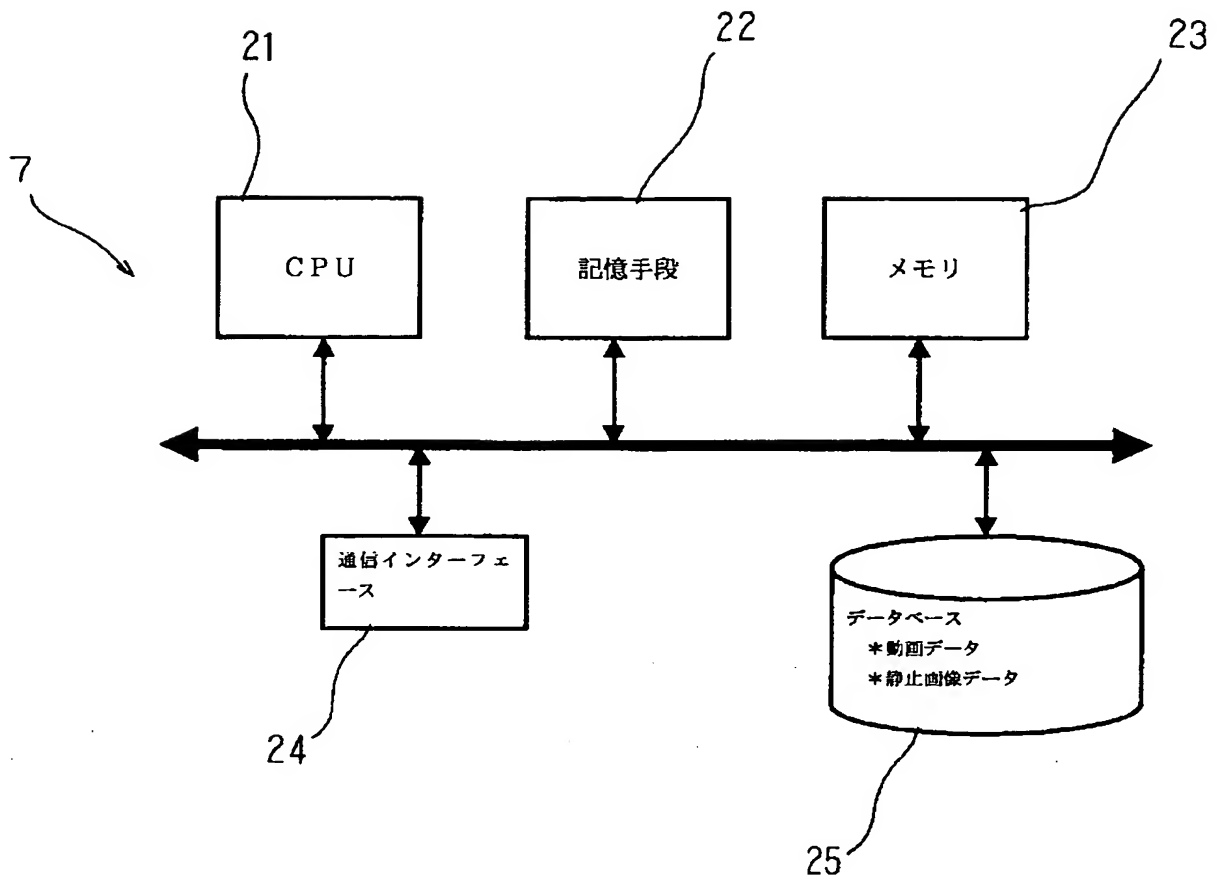 21
22
23
7
CPU
記憶手段
メモリ
通信インターフェ
ース
データベース
*動画データ
*静止画像データ
24
25